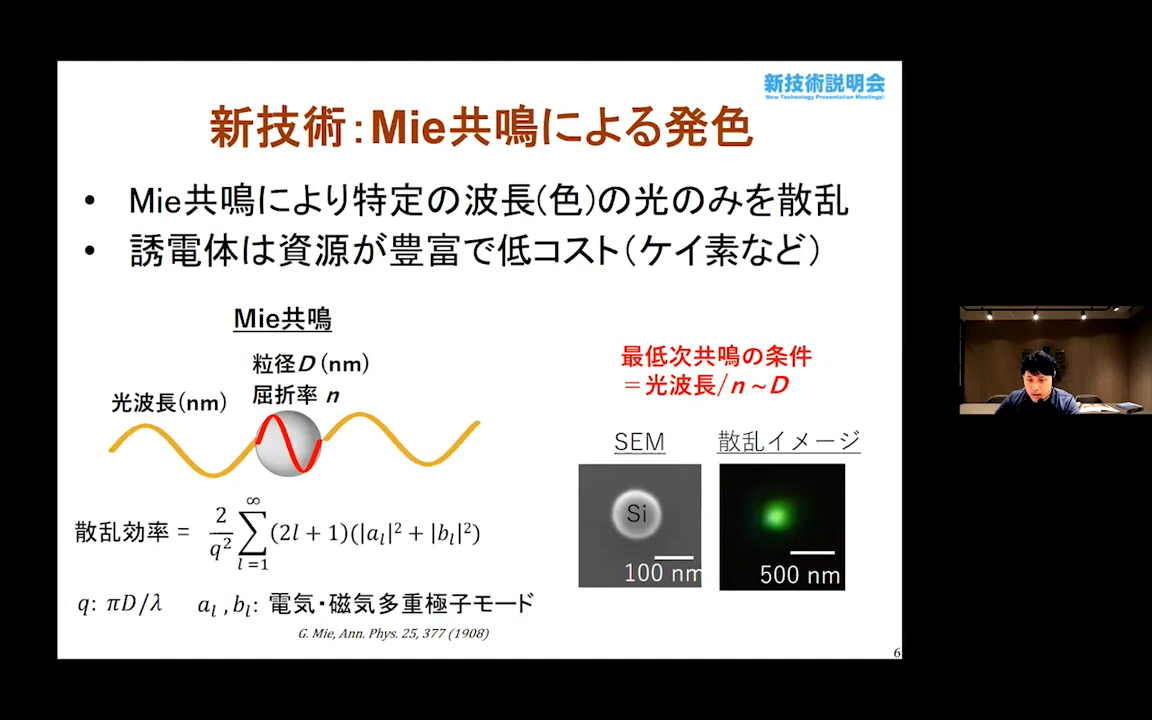 新技術説明会
New Technology Presentation Meetings!
新技術：Mie共鳴による発色
• Mie共鳴により特定の波長(色)の光のみを散乱
• 誘電体は資源が豊富で低コスト（ケイ素など）
Mie共鳴
粒径D (nm)
屈折率 n
光波長(nm)
最低次共鳴の条件
＝光波長/n ~ D
SEM
散乱イメージ
Si
100 nm
500 nm
散乱効率 = 2/q² ∑_{l=1}^{∞} (2l + 1)(|a_l|² + |b_l|²)
q: πD/λ a_l , b_l: 電気・磁気多重極子モード
G. Mie, Ann. Phys. 25, 377 (1908)
6